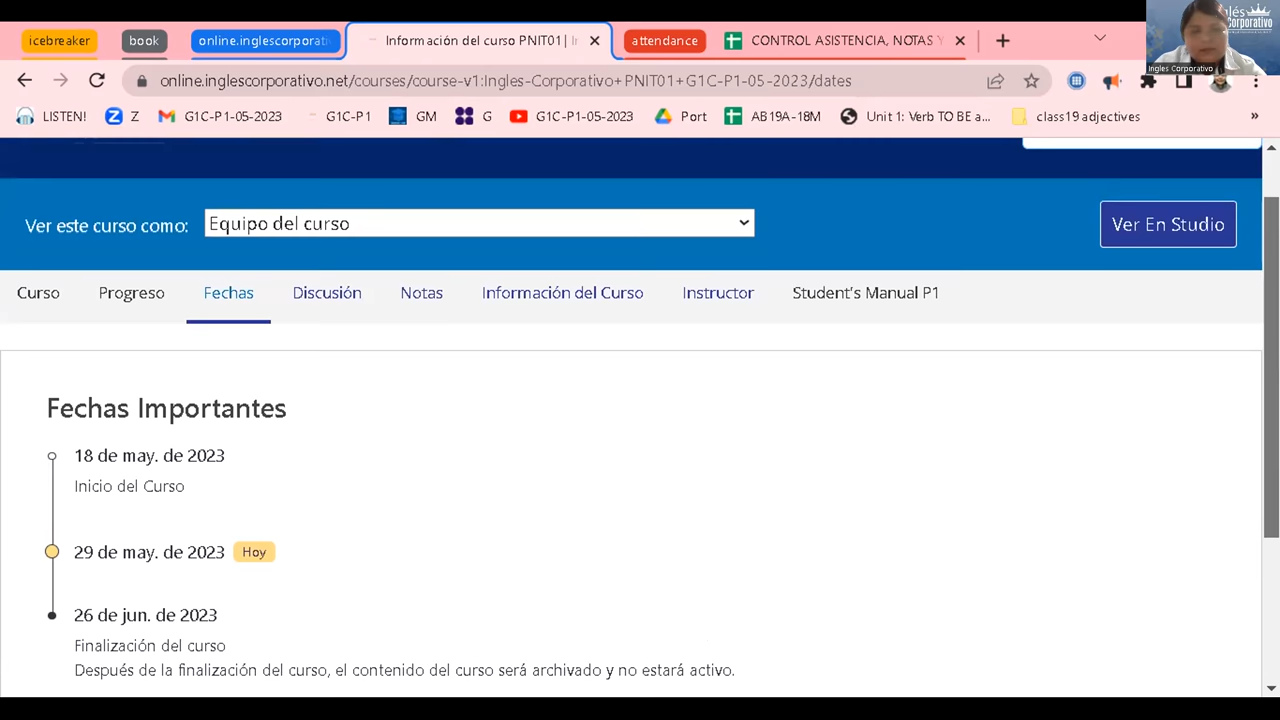 icebreaker
book
online.inglescorporati
Información del curso PNIT01 | In
attendance
CONTROL ASISTENCIA, NOTAS Y
online.inglescorporativo.net/courses/course-v1:Ingles-Corporativo+PNIT01+G1C-P1-05-2023/dates
LISTEN!
Z
G1C-P1-05-2023
G1C-P1
GM
G
G1C-P1-05-2023
Port
AB19A-18M
Unit 1: Verb TO BE a...
class19 adjectives
»
Ingles Corporativo
Corporativo
Ver este curso como:
Equipo del curso
Ver En Studio
Curso
Progreso
Fechas
Discusión
Notas
Información del Curso
Instructor
Student's Manual P1
Fechas Importantes
18 de may. de 2023
Inicio del Curso
29 de may. de 2023 Hoy
26 de jun. de 2023
Finalización del curso
Después de la finalización del curso, el contenido del curso será archivado y no estará activo.